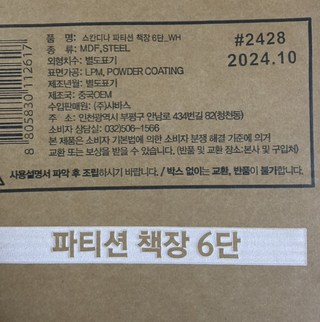 품 명 : 스칸디나 파티션 책장 6단_WH
종 류 : MDF,STEEL
외형치수 : 별도표기
표면가공 : LPM, POWDER COATING
제조년월 : 별도표기
제조국 : 중국OEM
수입판매원 : (주)시바스
주 소 : 인천광역시 부평구 안남로 434번길 82(청천동)
소비자 상담실: 032)506-1566
본 제품은 소비자 기본법에 의한 소비자 분쟁 해결 기준에 의거
교환 또는 보상을 받을 수 있습니다. (반품 및 교환 장소:본사 및 구입처)
#2428
2024.10
8 805830 112617
사용설명서 파악 후 조립하시기 바랍니다. / 박스 없이는 교환, 반품이 불가합니다.
파티션 책장 6단